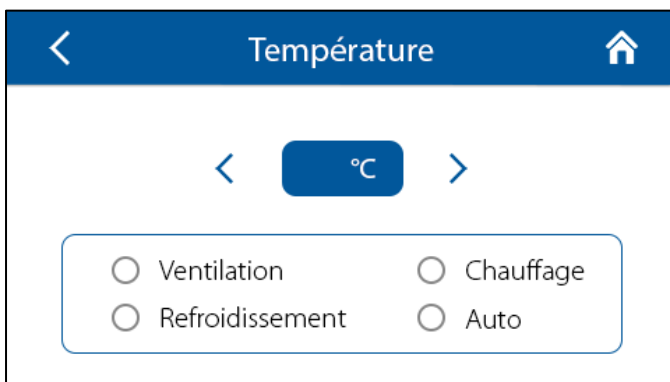 Température
°C
Ventilation Chauffage
Refroidissement Auto